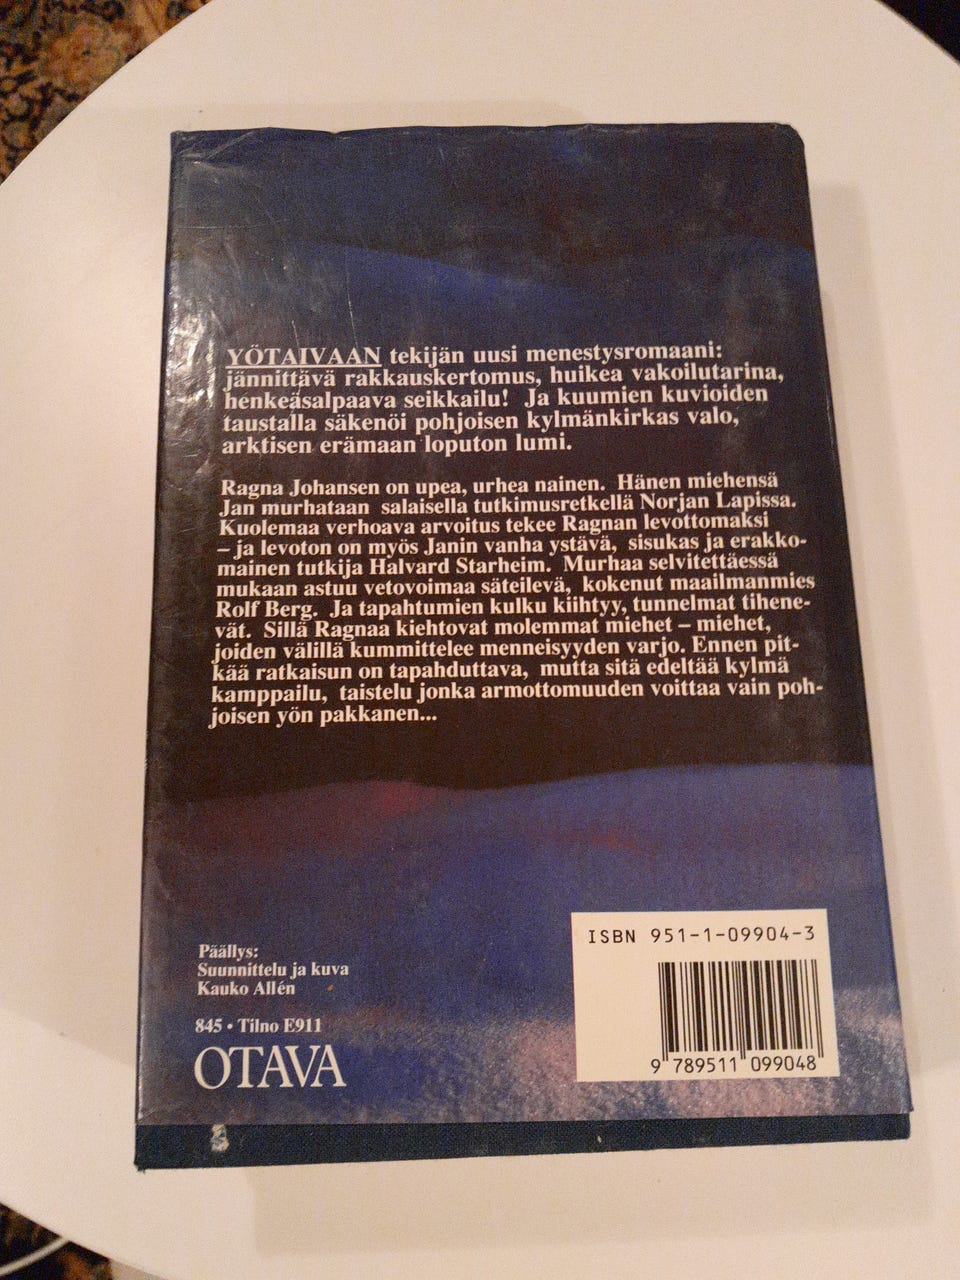 YÖTAIVAAN tekijän uusi menestysromaani:
jännittävä rakkauskertomus, huikea vakoilutarina,
henkeäsalpaava seikkailu! Ja kuumien kuvioiden
taustalla säkenöi pohjoisen kylmänkirkas valo,
arktisen erämaan loputon lumi.
Ragna Johansen on upea, urhea nainen. Hänen miehensä
Jan murhataan salaisella tutkimusretkellä Norjan Lapissa.
Kuolemaa verhoava arvoitus tekee Ragnan levottomaksi
– ja levoton on myös Janin vanha ystävä, sisukas ja erakko-
mainen tutkija Halvard Starheim. Murhaa selvitettäessä
mukaan astuu vetovoimaa säteilevä, kokenut maailmanmies
Rolf Berg. Ja tapahtumien kulku kiihtyy, tunnelmat tihene-
vät. Sillä Ragnaa kiehtovat molemmat miehet – miehet,
joiden välillä kummittelee menneisyyden varjo. Ennen pit-
kää ratkaisun on tapahduttava, mutta sitä edeltää kylmä
kamppailu, taistelu jonka armottomuuden voittaa vain poh-
joisen yön pakkanen...
Päällys:
Suunnittelu ja kuva
Kauko Allén
845 • Tilno E911
OTAVA
ISBN 951-1-09904-3
9 789511 099048